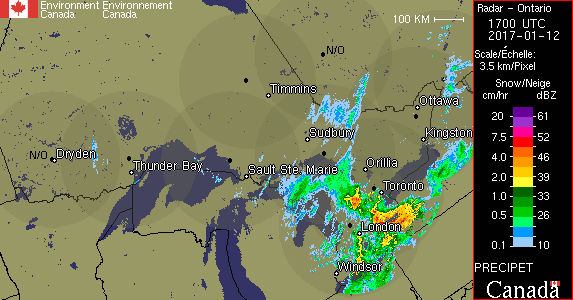 Environment Environnement
Canada Canada
Radar - Ontario
1700 UTC
2017-01-12
100 KM
N/O
Scale/Échelle:
3.5 km/Pixel
Timmins
Snow/Neige
cm/hr dBZ
Ottawa
20 61
Sudbury
Kingston
7.5 52
N/O Dryden
4.0 46
Thunder Bay
Sault Ste. Marie
Orillia
2.0 39
Toronto
1.0 33
0.5 26
London
0.1 10
Windsor
PRECIPET
Canada